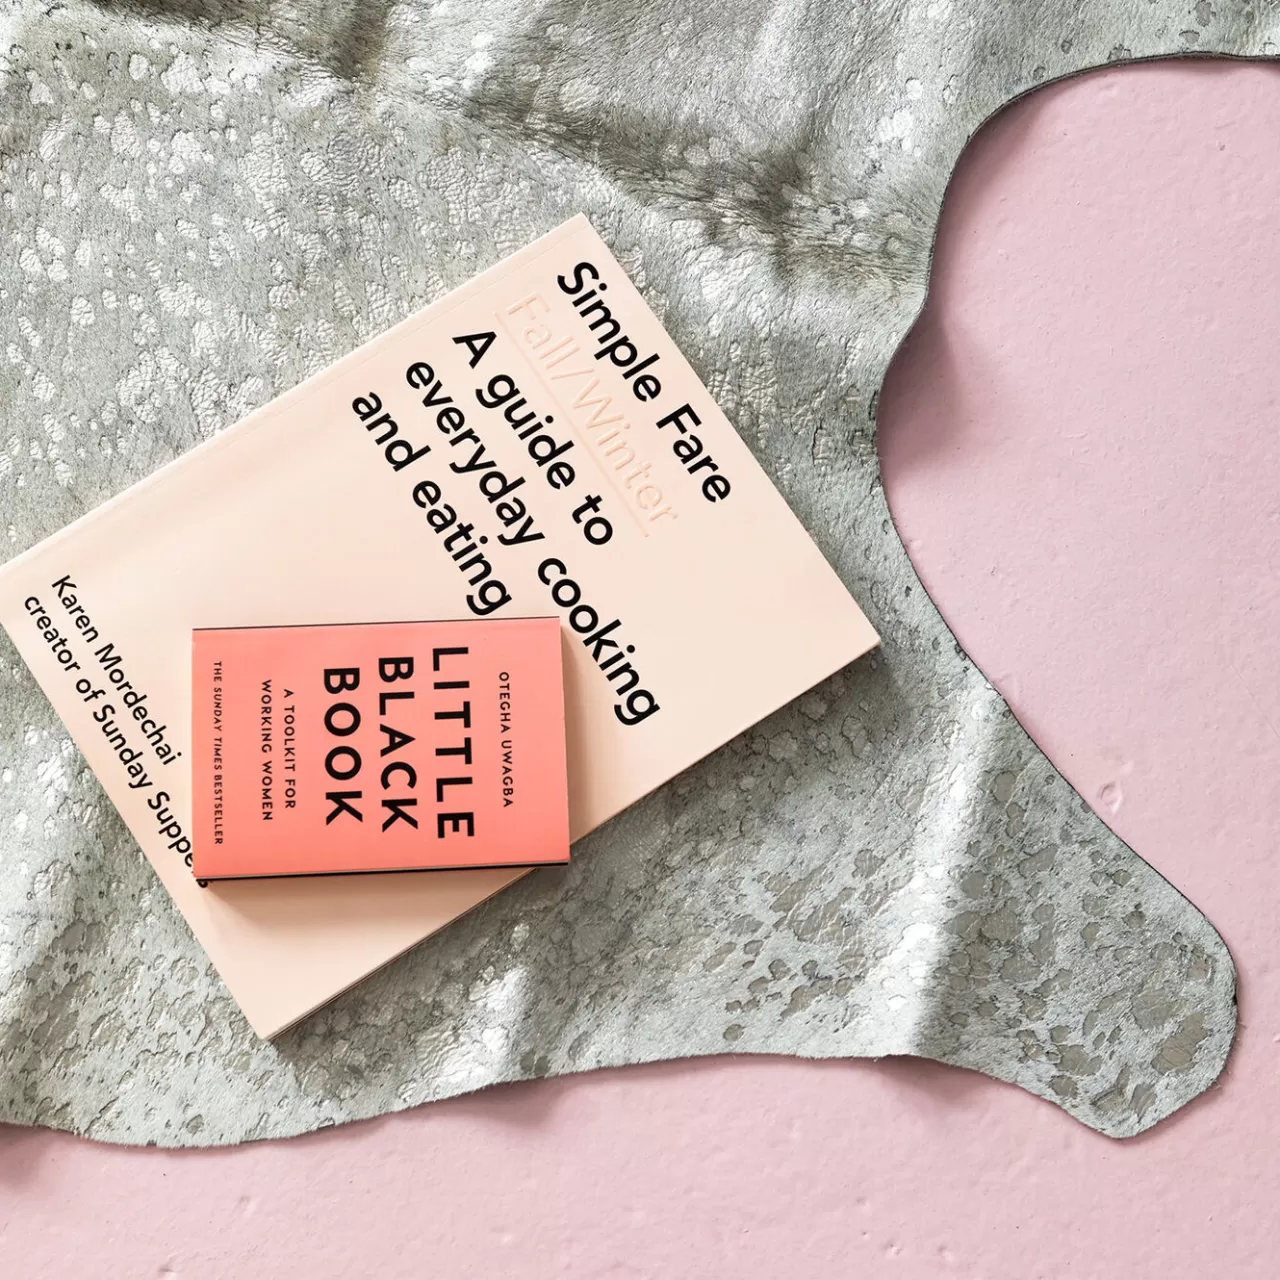 Simple Fare
Fall/Winter
A guide to
everyday cooking
and eating
Karen Mordechai
creator of Sunday Suppers
OTEGHA UWAGBA
LITTLE
BLACK
BOOK
A TOOLKIT FOR
WORKING WOMEN
THE SUNDAY TIMES BESTSELLER